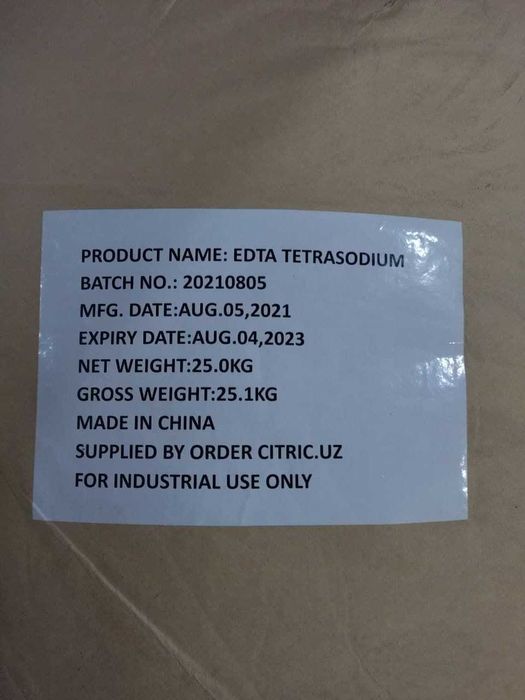 PRODUCT NAME: EDTA TETRASODIUM
BATCH NO.: 20210805
MFG. DATE:AUG.05,2021
EXPIRY DATE:AUG.04,2023
NET WEIGHT:25.0KG
GROSS WEIGHT:25.1KG
MADE IN CHINA
SUPPLIED BY ORDER CITRIC.UZ
FOR INDUSTRIAL USE ONLY